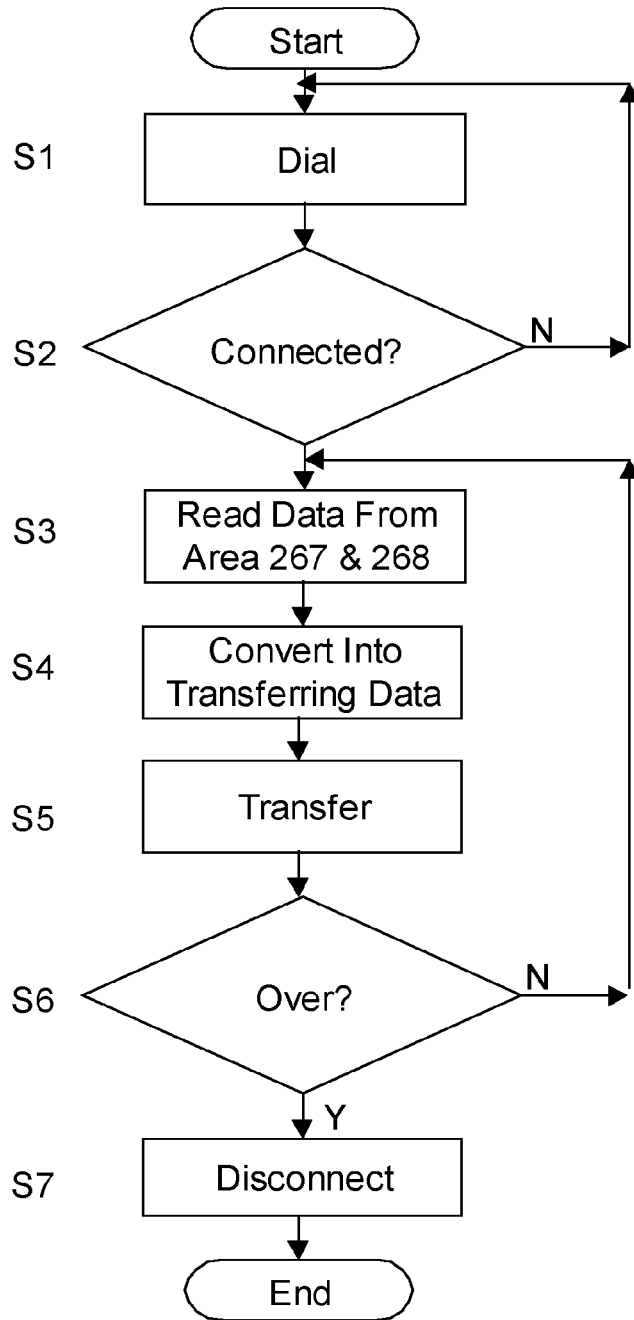 Start
S1
Dial
S2
Connected?
N
S3
Read Data From
Area 267 & 268
S4
Convert Into
Transferring Data
S5
Transfer
S6
Over?
N
Y
S7
Disconnect
End